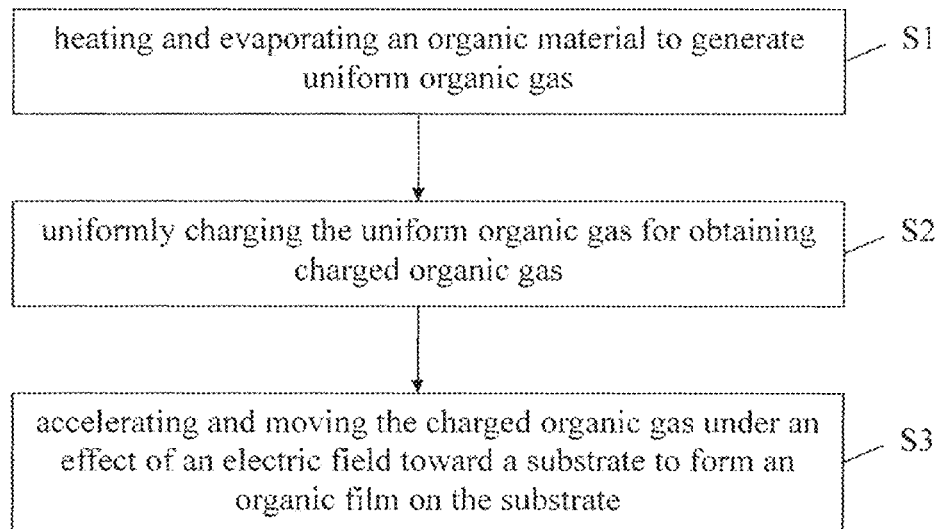 heating and evaporating an organic material to generate
uniform organic gas
S1
uniformly charging the uniform organic gas for obtaining
charged organic gas
S2
accelerating and moving the charged organic gas under an
effect of an electric field toward a substrate to form an
organic film on the substrate
S3